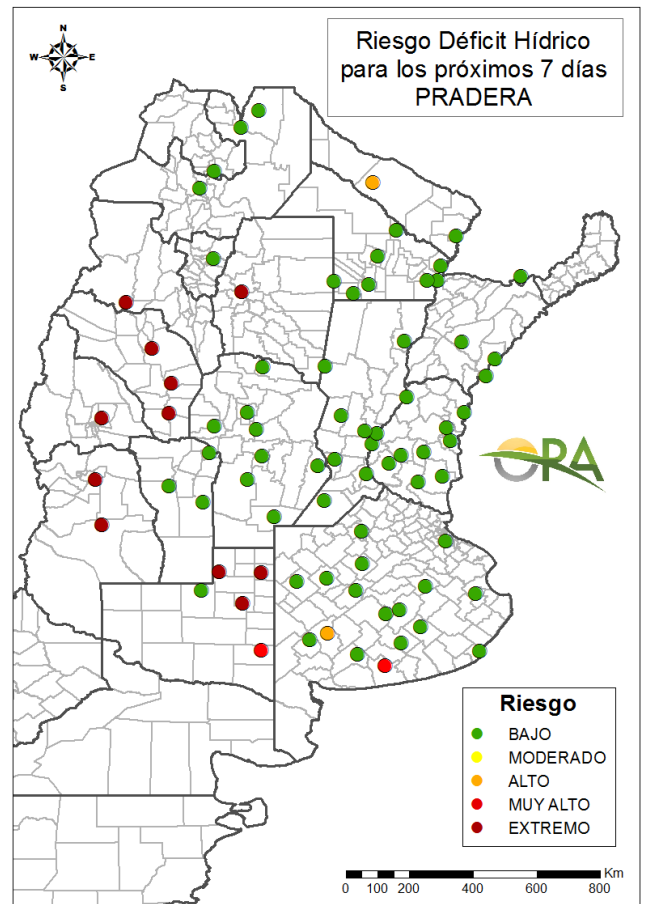 Riesgo Déficit Hídrico
para los próximos 7 días
PRADERA
N
W
E
S
ORA
Riesgo
BAJO
MODERADO
ALTO
MUY ALTO
EXTREMO
Km
0 100 200 400 600 800